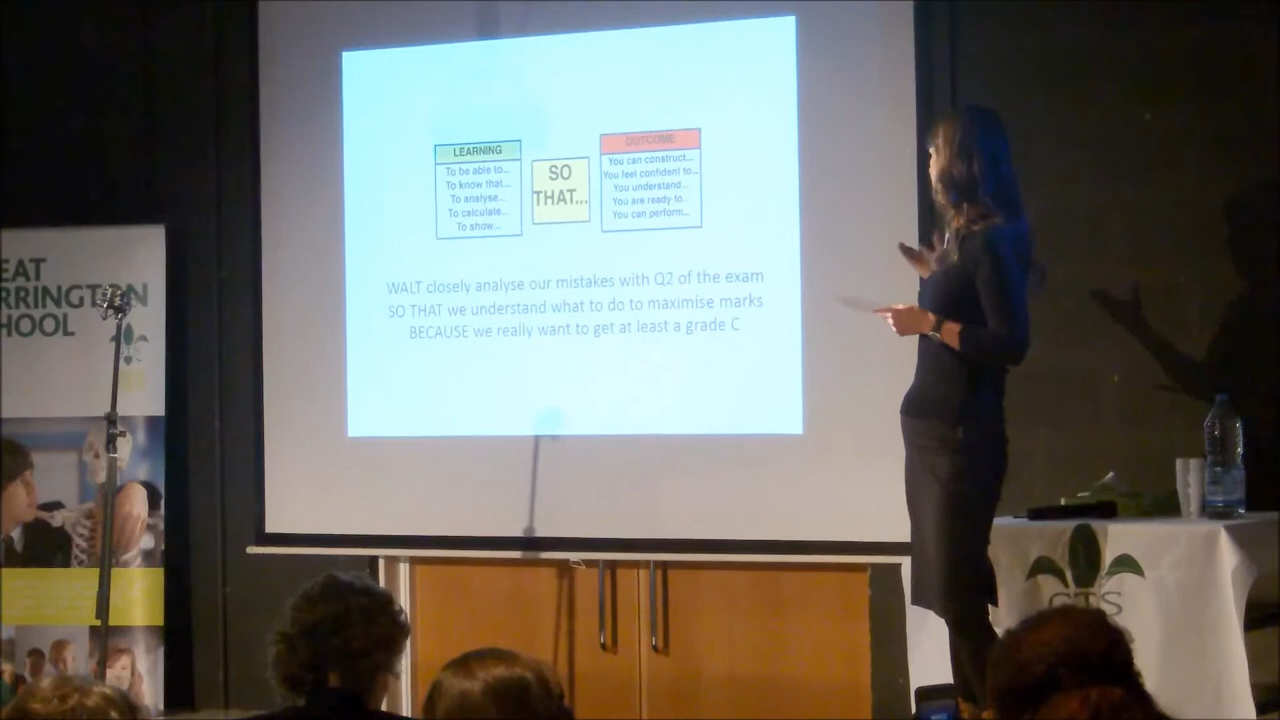 EAT
RRINGTON
HOOL
LEARNING
To be able to...
To know that...
To analyse...
To calculate...
To show...
SO
THAT...
OUTCOME
You can construct...
You feel confident to...
You understand...
You are ready to...
You can perform...
WALT closely analyse our mistakes with Q2 of the exam
SO THAT we understand what to do to maximise marks
BECAUSE we really want to get at least a grade C
GTS